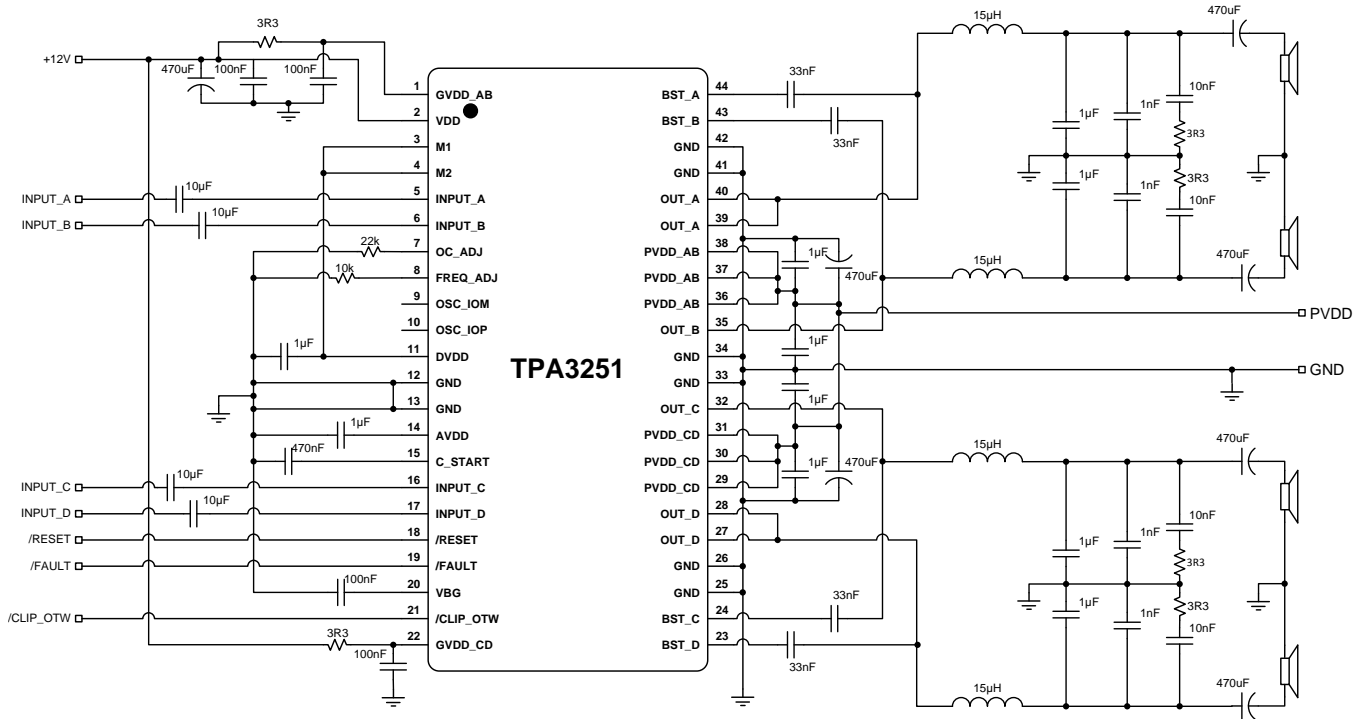 3R3
470uF 15µH 470uF
+12V
470uF 100nF 100nF
33nF
1 GVDD_AB BST_A 44
10nF
2 VDD BST_B 43
1µF 1nF
33nF 3R3
3 M1 GND 42
4 M2 GND 41
1µF 1nF 3R3
10µF
INPUT_A 5 INPUT_A OUT_A 40
10nF
10µF
INPUT_B 6 INPUT_B OUT_A 39
22k
7 OC_ADJ PVDD_AB 38
1µF 15µH 470uF
10k
8 FREQ_ADJ PVDD_AB 37
470uF
9 OSC_IOM PVDD_AB 36
PVDD
10 OSC_IOP OUT_B 35
1µF 1µF
11 DVDD GND 34
TPA3251
GND
12 GND GND 33
1µF
13 GND OUT_C 32
1µF
14 AVDD PVDD_CD 31
15µH 470uF
470nF
15 C_START PVDD_CD 30
1µF 470uF
10µF
INPUT_C 16 INPUT_C PVDD_CD 29
10µF
INPUT_D 17 INPUT_D OUT_D 28
10nF
/RESET 18 /RESET OUT_D 27
1µF 1nF
3R3
/FAULT 19 /FAULT GND 26
100nF
20 VBG GND 25
33nF
1µF 1nF 3R3
/CLIP_OTW 21 /CLIP_OTW BST_C 24
10nF
3R3
22 GVDD_CD BST_D 23
100nF
33nF
15µH 470uF